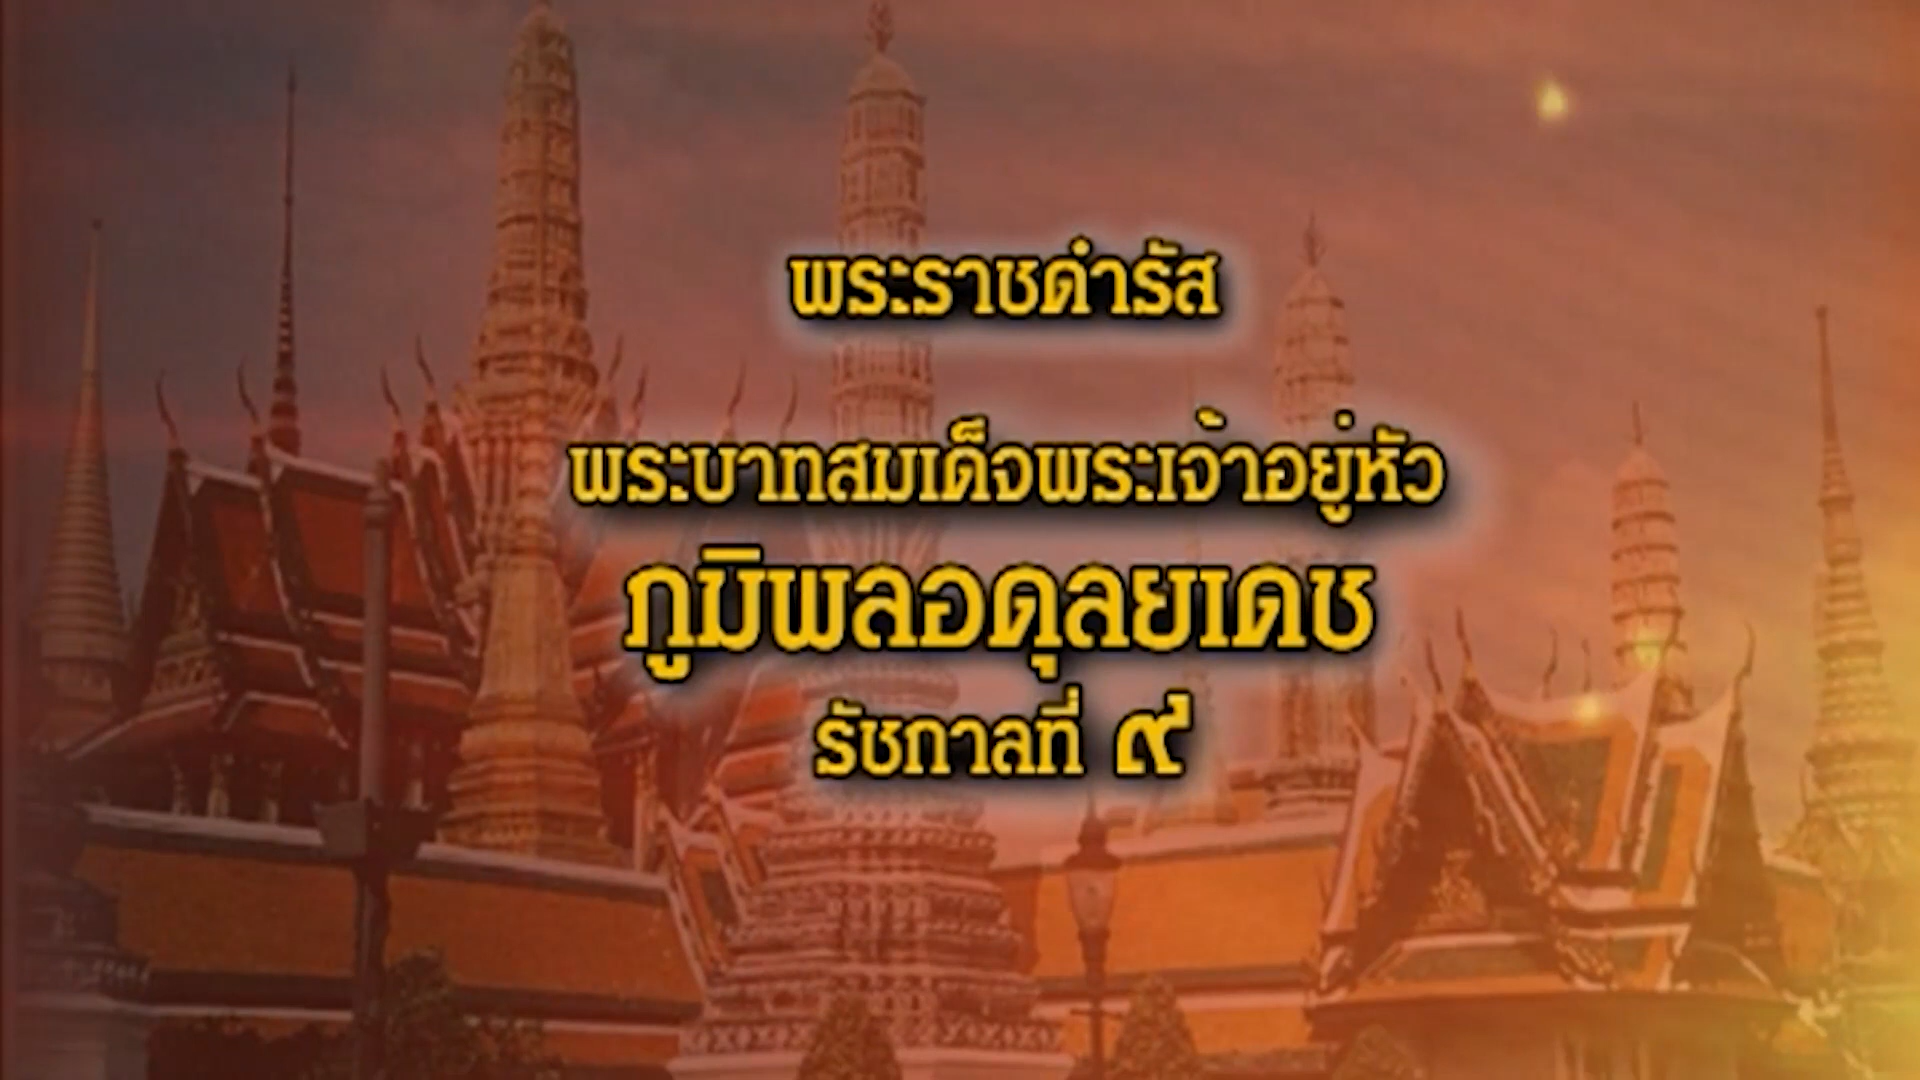 พระราชดำรัส
พระบาทสมเด็จพระเจ้าอยู่หัว
ภูมิพลอดุลยเดช
รัชกาลที่ ๙